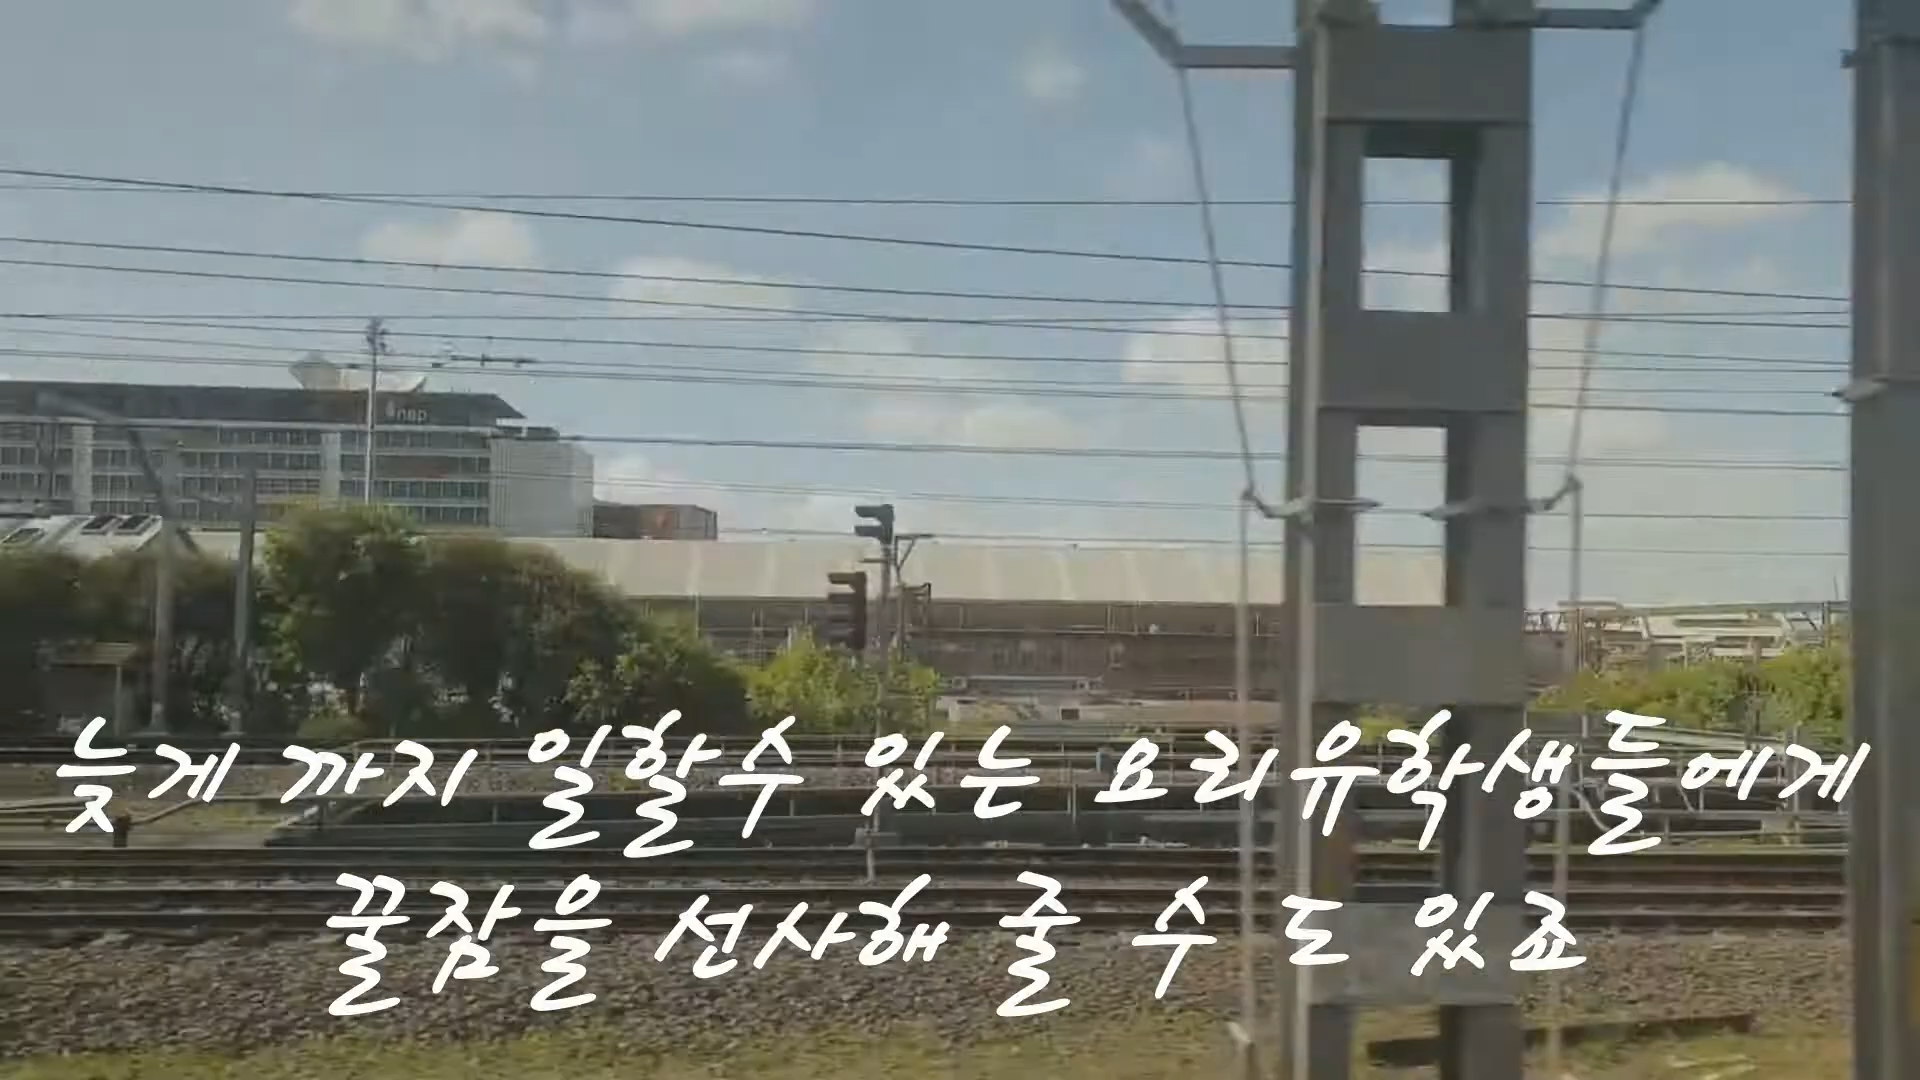 늦게 까지 일할수 있는 요리유학생들에게
꿀잠을 선사해 줄 수 도 있죠